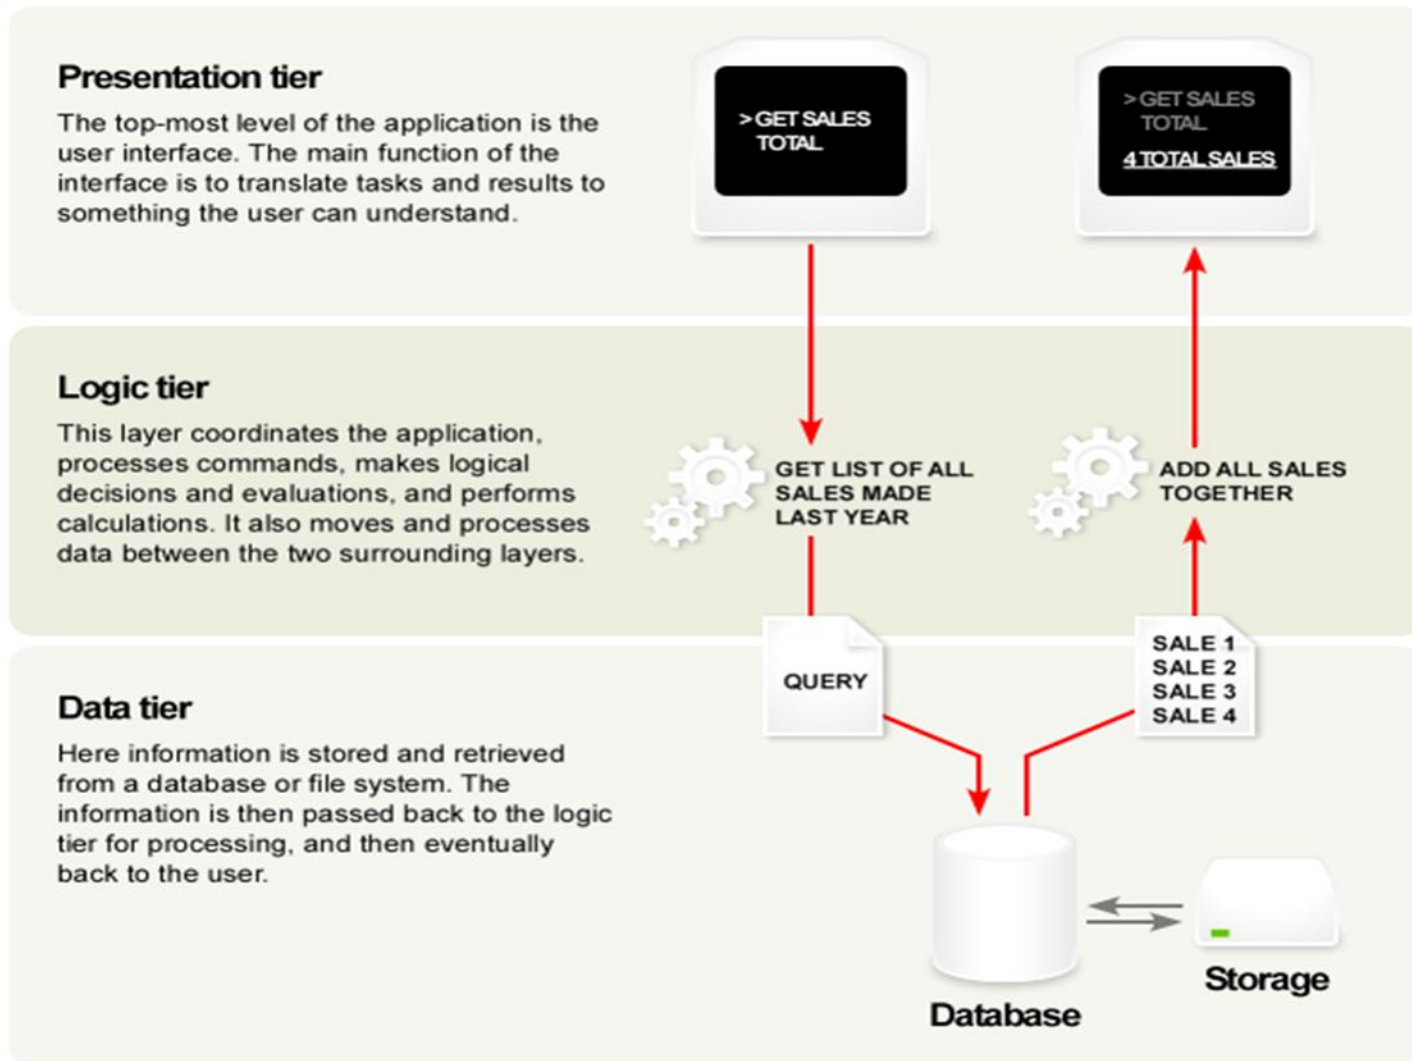 Presentation tier
The top-most level of the application is the
user interface. The main function of the
interface is to translate tasks and results to
something the user can understand.
> GET SALES
TOTAL
> GET SALES
TOTAL
4 TOTAL SALES
Logic tier
This layer coordinates the application,
processes commands, makes logical
decisions and evaluations, and performs
calculations. It also moves and processes
data between the two surrounding layers.
GET LIST OF ALL
SALES MADE
LAST YEAR
ADD ALL SALES
TOGETHER
Data tier
Here information is stored and retrieved
from a database or file system. The
information is then passed back to the logic
tier for processing, and then eventually
back to the user.
QUERY
SALE 1
SALE 2
SALE 3
SALE 4
Database
Storage